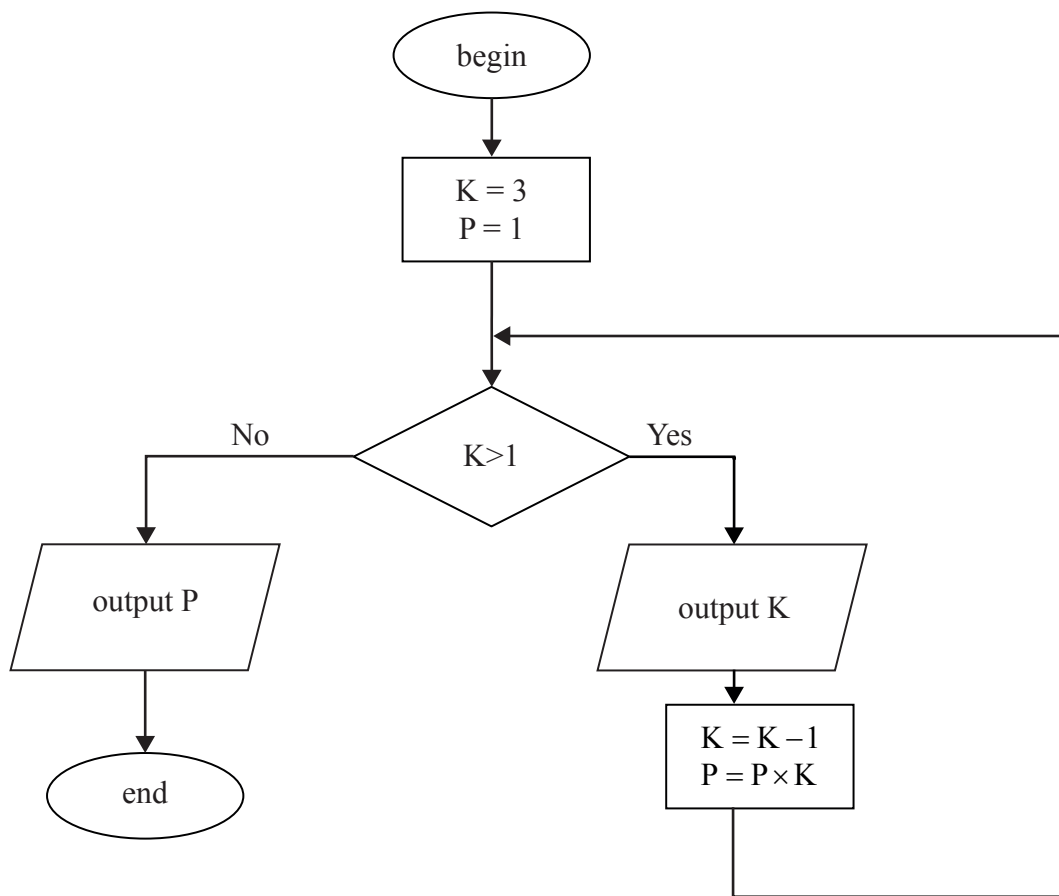 begin
K = 3
P = 1
No
Yes
K>1
output P
output K
K = K − 1
P = P × K
end